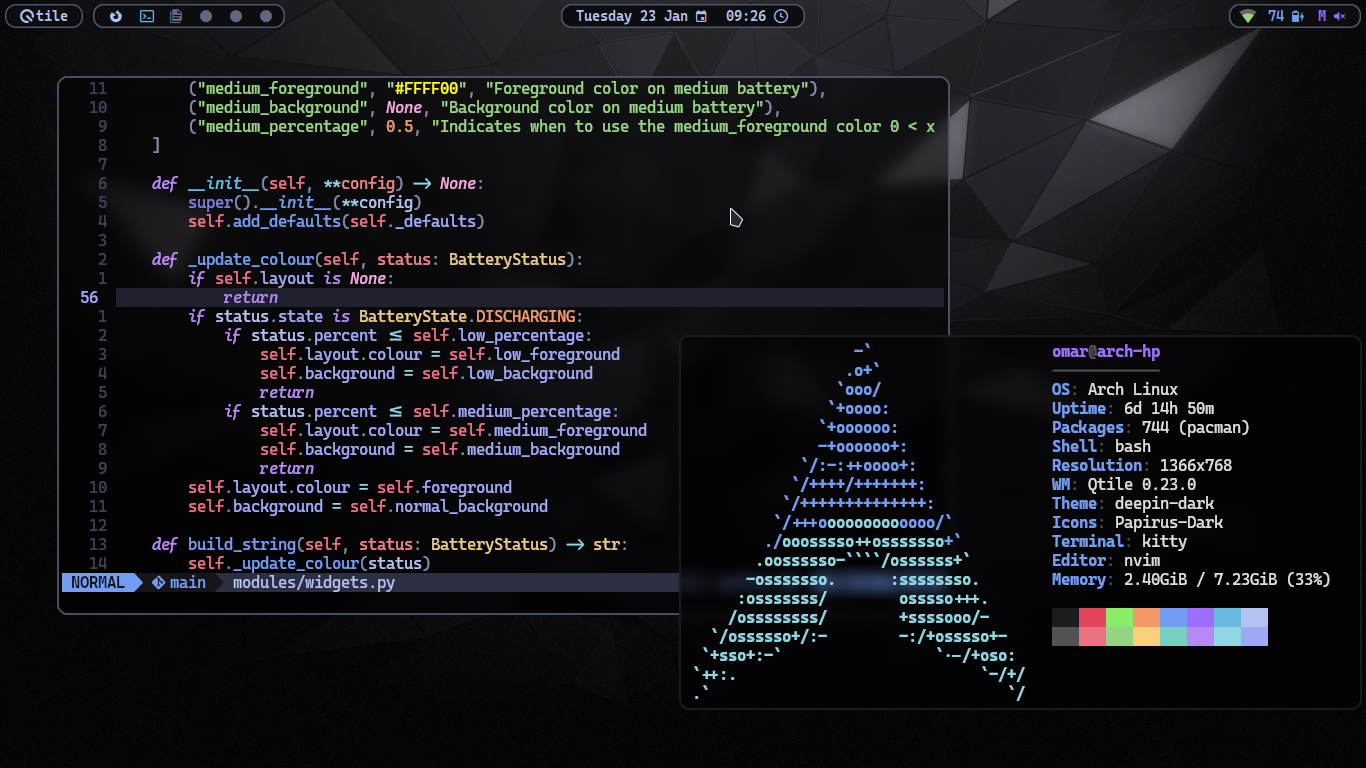 Qtile
Tuesday 23 Jan 09:26
74 M
11 ("medium_foreground", "#FFFF00", "Foreground color on medium battery"),
10 ("medium_background", None, "Background color on medium battery"),
9 ("medium_percentage", 0.5, "Indicates when to use the medium_foreground color 0 < x
8 ]
7
6 def __init__(self, **config) -> None:
5 super().__init__(**config)
4 self.add_defaults(self._defaults)
3
2 def _update_colour(self, status: BatteryStatus):
1 if self.layout is None:
56 return
1 if status.state is BatteryState.DISCHARGING:
2 if status.percent ≤ self.low_percentage:
3 self.layout.colour = self.low_foreground
4 self.background = self.low_background
5 return
6 if status.percent ≤ self.medium_percentage:
7 self.layout.colour = self.medium_foreground
8 self.background = self.medium_background
9 return
10 self.layout.colour = self.foreground
11 self.background = self.normal_background
12
13 def build_string(self, status: BatteryStatus) -> str:
14 self._update_colour(status)
NORMAL main modules/widgets.py
-`
.o+`
`ooo/
`+oooo:
`+oooooo:
-+oooooo+:
`/:-:++oooo+:
`/++++/+++++++:
`/++++++++++++++:
`/+++ooooooooooooo/`
./ooosssso++osssssso+`
.oossssso-````/ossssss+`
-osssssso. :ssssssso.
:osssssss/ osssso+++.
/ossssssss/ +ssssooo/-
`/ossssso+/:- -:/+osssso+-
`+sso+:-` `.-/+oso:
`++:. `-/+/
.` `/
omar@arch-hp
OS: Arch Linux
Uptime: 6d 14h 50m
Packages: 744 (pacman)
Shell: bash
Resolution: 1366x768
WM: Qtile 0.23.0
Theme: deepin-dark
Icons: Papirus-Dark
Terminal: kitty
Editor: nvim
Memory: 2.40GiB / 7.23GiB (33%)